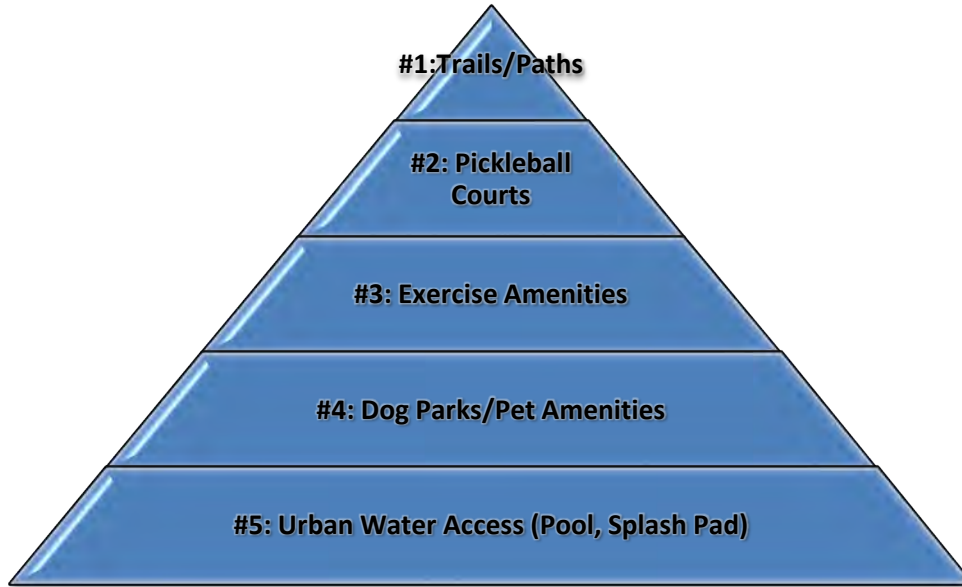 #1:Trails/Paths
#2: Pickleball
Courts
#3: Exercise Amenities
#4: Dog Parks/Pet Amenities
#5: Urban Water Access (Pool, Splash Pad)